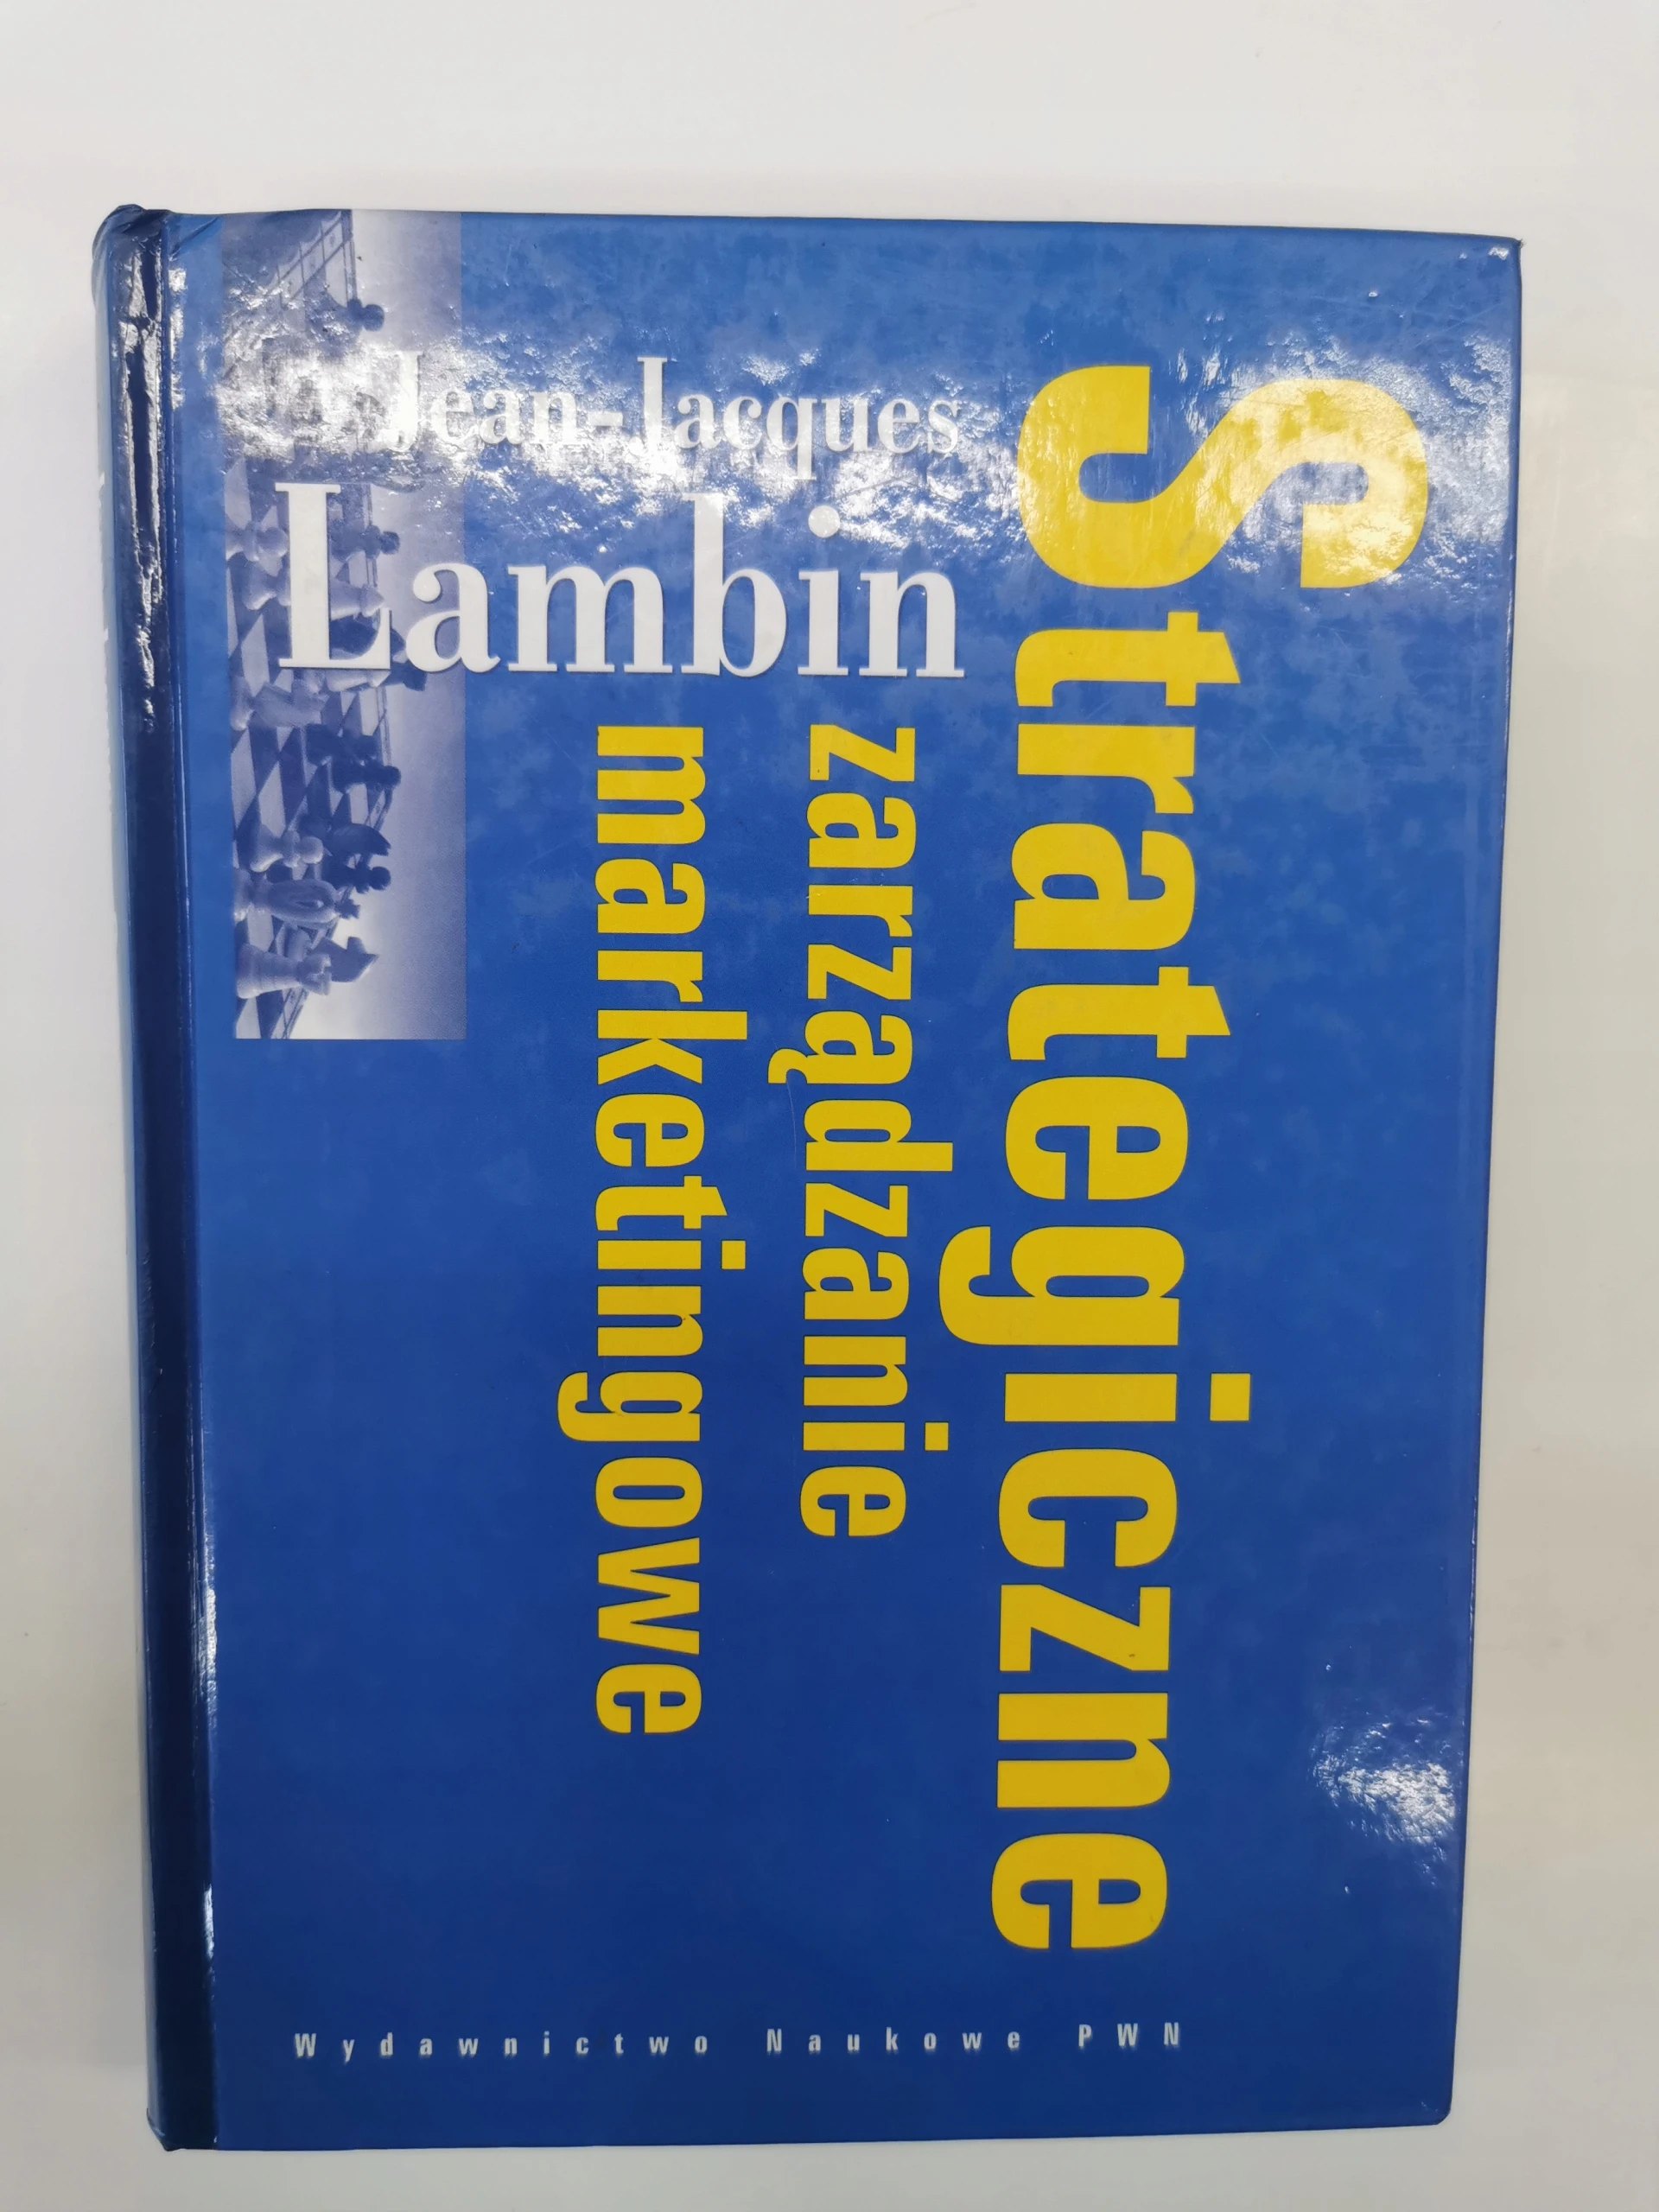 Jean-Jacques
Lambin
Strategiczne
zarządzanie
marketingowe
Wydawnictwo Naukowe PWN